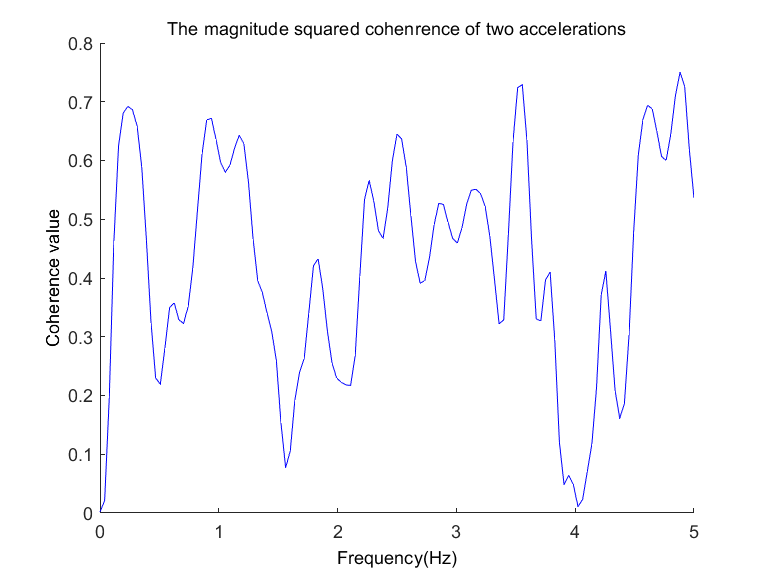 The magnitude squared cohenrence of two accelerations
0.8
0.7
0.6
0.5
0.4
0.3
0.2
0.1
0
Coherence value
0 1 2 3 4 5
Frequency(Hz)